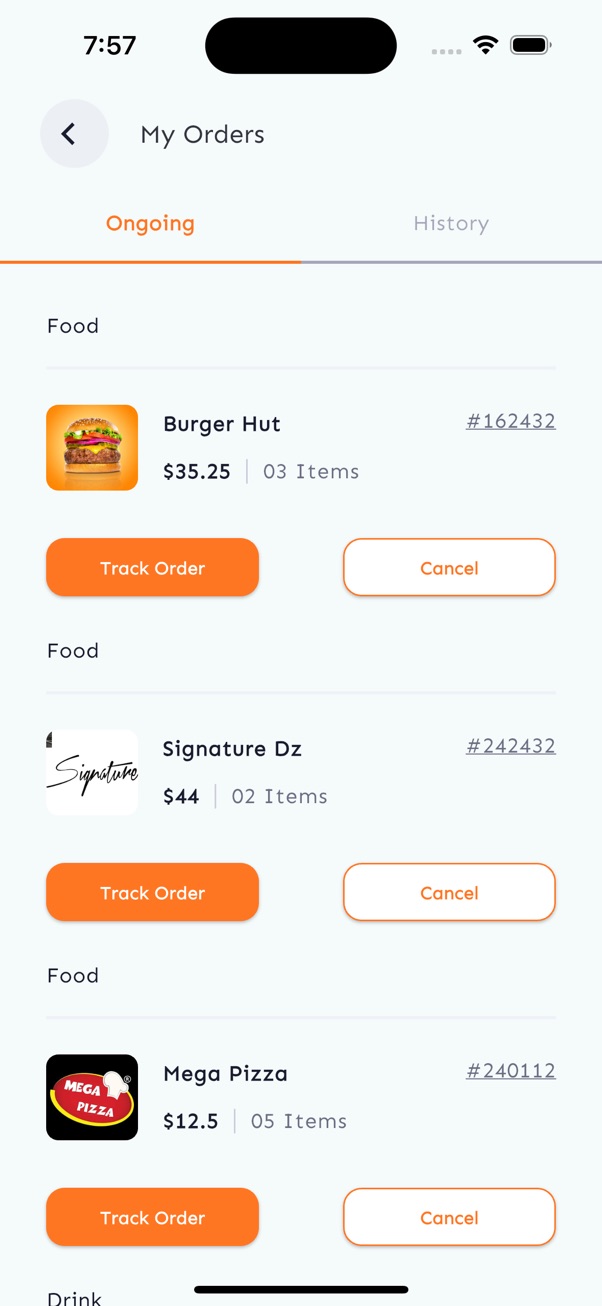 7:57
My Orders
Ongoing
History
Food
Burger Hut
#162432
$35.25
03 Items
Track Order
Cancel
Food
Signature
Signature Dz
#242432
$44
02 Items
Track Order
Cancel
Food
MEGA
PIZZA
®
Mega Pizza
#240112
$12.5
05 Items
Track Order
Cancel
Drink